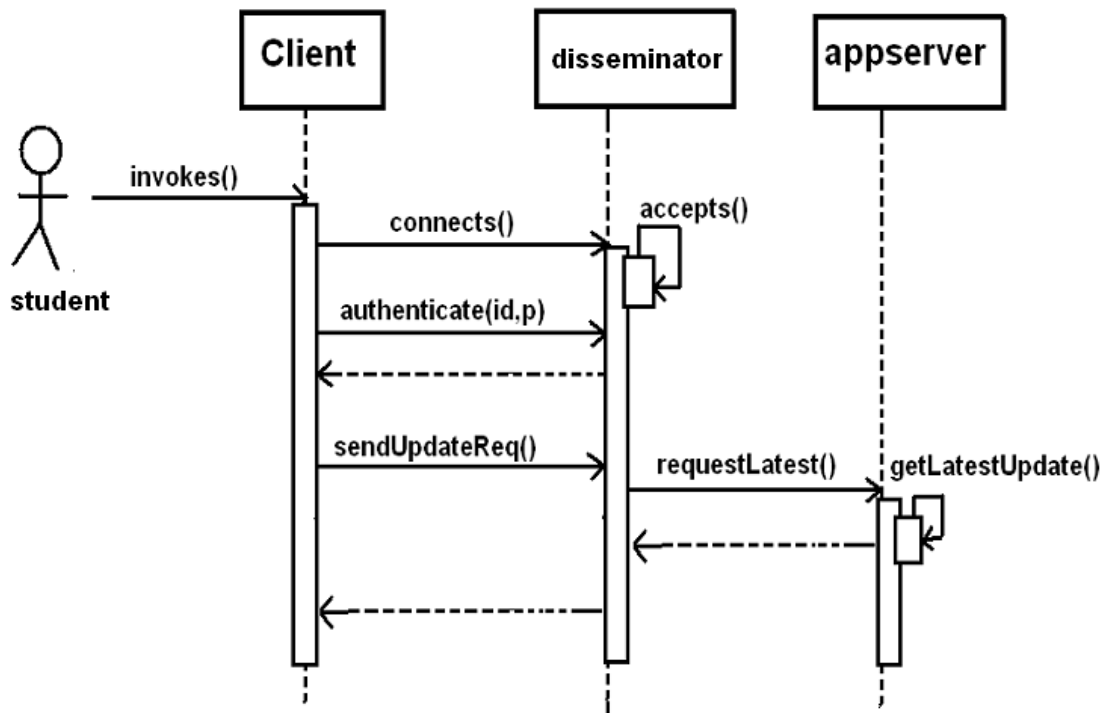 Client
disseminator
appserver
invokes()
connects()
accepts()
student
authenticate(id,p)
sendUpdateReq()
requestLatest()
getLatestUpdate()